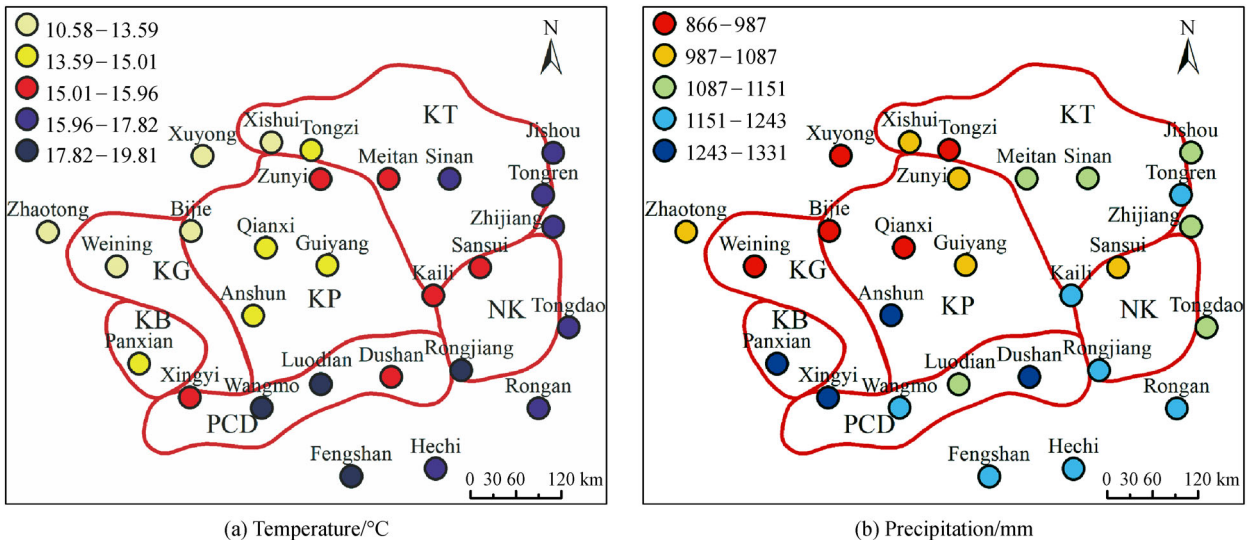 10.58–13.59
13.59–15.01
15.01–15.96
15.96–17.82
17.82–19.81
N
KT
Xishui
Tongzi
Xuyong
Jishou
Meitan
Sinan
Zunyi
Tongren
Zhaotong
Bijie
Qianxi
Zhijiang
Weining
Guiyang
Sansui
KG
Kaili
Anshun
KP
NK
Tongdao
KB
Panxian
Luodian
Dushan
Rongjiang
Xingyi
Wangmo
Rongan
PCD
Fengshan
Hechi
0 30 60 120 km
(a) Temperature/°C
866–987
987–1087
1087–1151
1151–1243
1243–1331
N
KT
Xishui
Tongzi
Xuyong
Jishou
Meitan
Sinan
Zunyi
Tongren
Zhaotong
Bijie
Qianxi
Zhijiang
Weining
Guiyang
Sansui
KG
Kaili
Anshun
KP
NK
Tongdao
KB
Panxian
Luodian
Dushan
Rongjiang
Xingyi
Wangmo
Rongan
PCD
Fengshan
Hechi
0 30 60 120 km
(b) Precipitation/mm